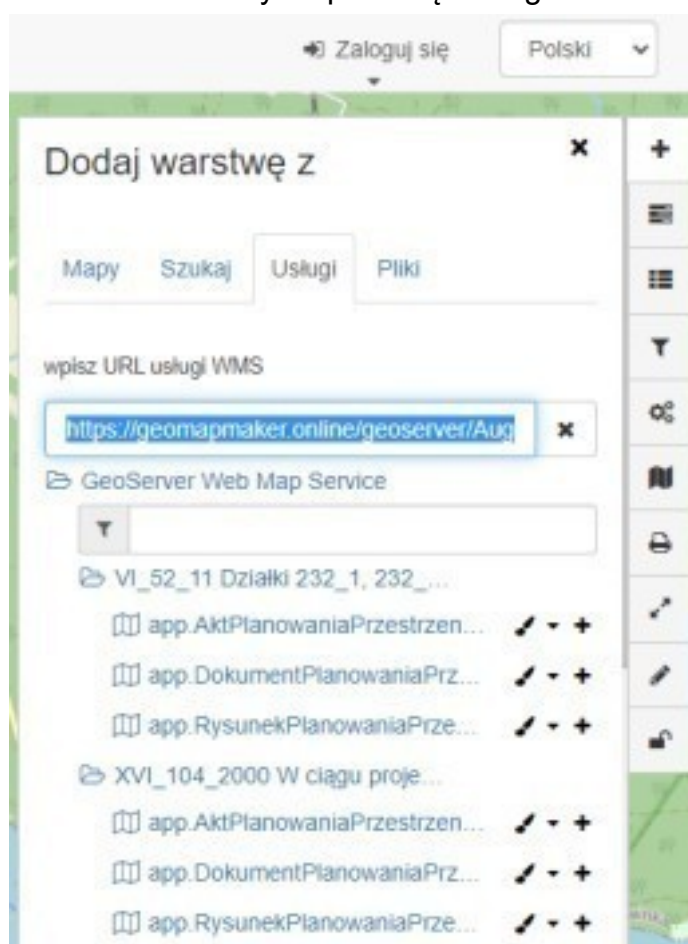 Zaloguj się
Polski
Dodaj warstwę z
Mapy Szukaj Usługi Pliki
wpisz URL usługi WMS
https://geomapmaker.online/geoserver/Aug
GeoServer Web Map Service
VI_52_11 Działki 232_1, 232_...
app.AktPlanowaniaPrzestrzen...
app.DokumentPlanowaniaPrz...
app.RysunekPlanowaniaPrze...
XVI_104_2000 W ciągu proje...
app.AktPlanowaniaPrzestrzen...
app.DokumentPlanowaniaPrz...
app.RysunekPlanowaniaPrze...